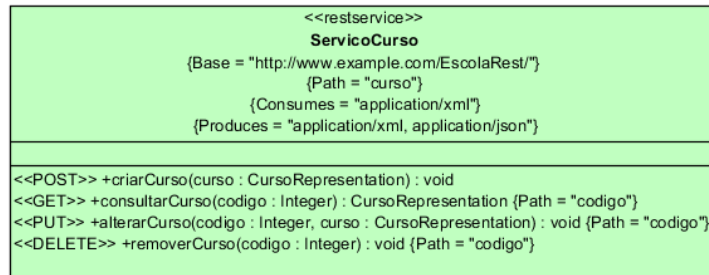 <<restservice>>
ServicoCurso
{Base = "http://www.example.com/EscolaRest/"}
{Path = "curso"}
{Consumes = "application/xml"}
{Produces = "application/xml, application/json"}
<<POST>> +criarCurso(curso : CursoRepresentation) : void
<<GET>> +consultarCurso(codigo : Integer) : CursoRepresentation {Path = "codigo"}
<<PUT>> +alterarCurso(codigo : Integer, curso : CursoRepresentation) : void {Path = "codigo"}
<<DELETE>> +removerCurso(codigo : Integer) : void {Path = "codigo"}